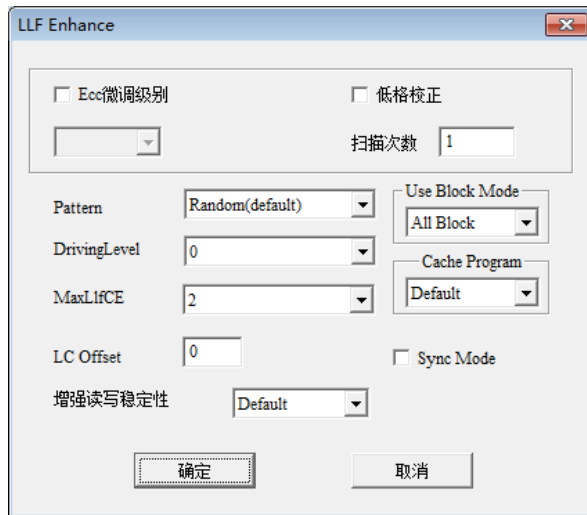 LLF Enhance
Ecc微调级别
低格校正
扫描次数 1
Pattern Random(default)
Use Block Mode
All Block
DrivingLevel 0
Cache Program
Default
MaxLlfCE 2
LC Offset 0
Sync Mode
增强读写稳定性 Default
确定 取消